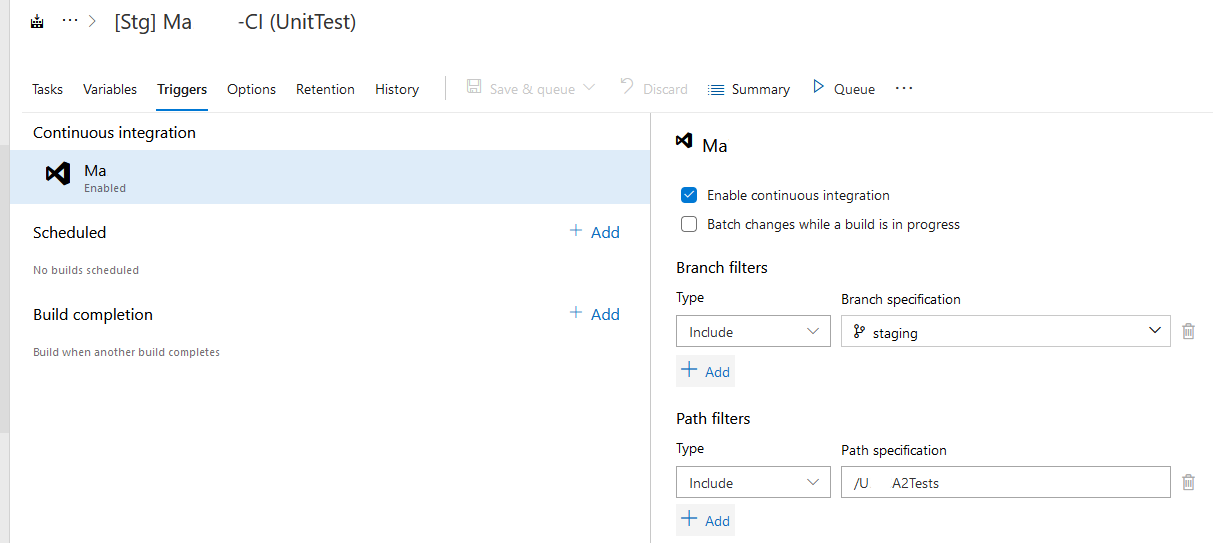 ··· > [Stg] Ma -CI (UnitTest)
Tasks Variables Triggers Options Retention History Save & queue Discard Summary Queue ···
Continuous integration
Ma
Enabled
Scheduled + Add
No builds scheduled
Build completion + Add
Build when another build completes
Ma
Enable continuous integration
Batch changes while a build is in progress
Branch filters
Type Branch specification
Include staging
+ Add
Path filters
Type Path specification
Include /U A2Tests
+ Add